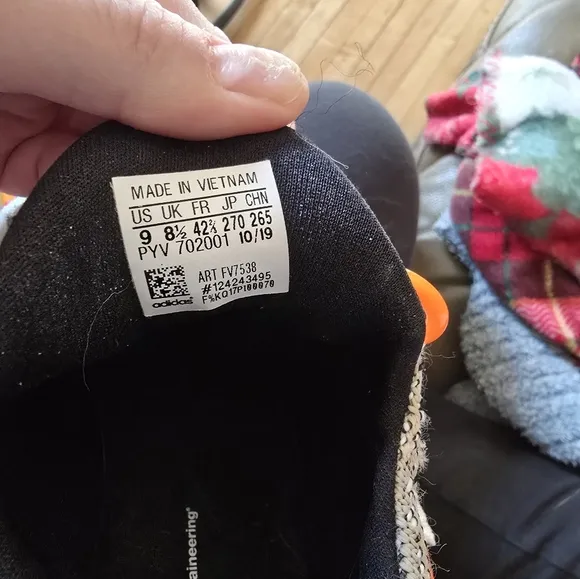 MADE IN VIETNAM
US UK FR JP CHN
9 8½ 42⅔ 270 265
PYV 702001 10/19
ART FV7538
#124243495
adidas F%KQ17P100070
aineering®